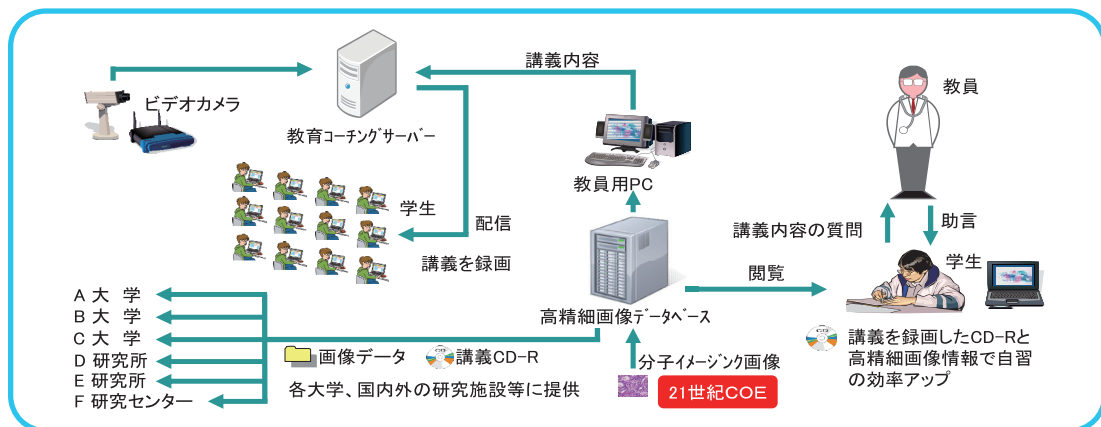 講義内容
教員
ビデオカメラ
教育コーチングサーバー
教員用PC
学生
配信
講義を録画
講義内容の質問
助言
学生
閲覧
高精細画像データベース
A 大 学
B 大 学
C 大 学
D 研究所
E 研究所
F 研究センター
画像データ
講義CD-R
各大学、国内外の研究施設等に提供
分子イメージンク画像
21世紀COE
講義を録画したCD-Rと
高精細画像情報で自習
の効率アップ